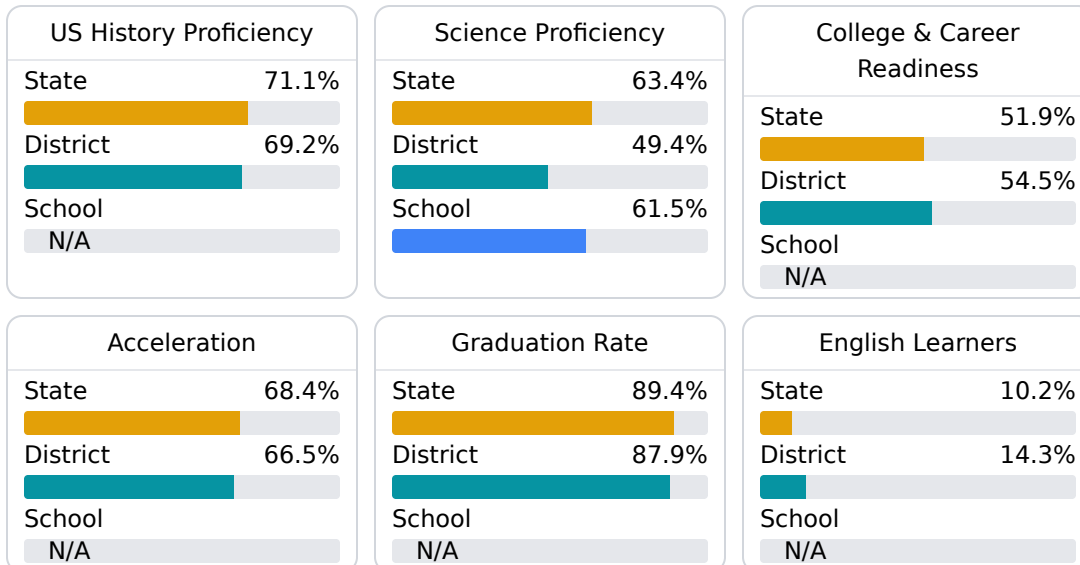 US History Proficiency
State 71.1%
District 69.2%
School
N/A
Science Proficiency
State 63.4%
District 49.4%
School 61.5%
College & Career
Readiness
State 51.9%
District 54.5%
School
N/A
Acceleration
State 68.4%
District 66.5%
School
N/A
Graduation Rate
State 89.4%
District 87.9%
School
N/A
English Learners
State 10.2%
District 14.3%
School
N/A